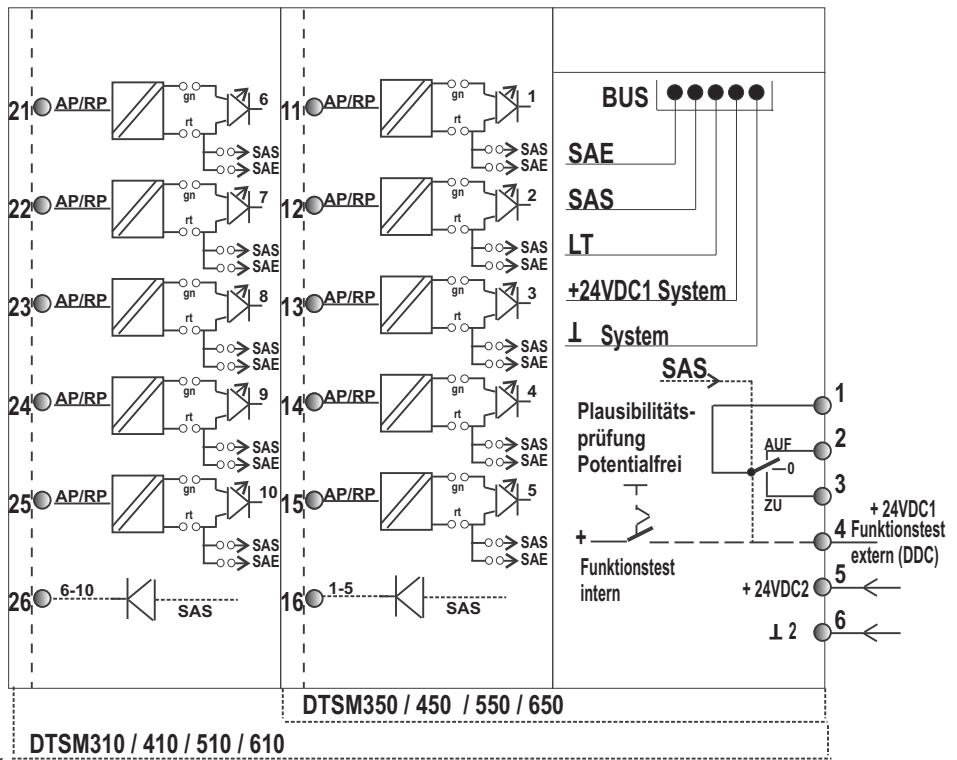 21 AP/RP gn rt 6 SAS SAE
22 AP/RP gn rt 7 SAS SAE
23 AP/RP gn rt 8 SAS SAE
24 AP/RP gn rt 9 SAS SAE
25 AP/RP gn rt 10 SAS SAE
26 6-10 SAS
11 AP/RP gn rt 1 SAS SAE
12 AP/RP gn rt 2 SAS SAE
13 AP/RP gn rt 3 SAS SAE
14 AP/RP gn rt 4 SAS SAE
15 AP/RP gn rt 5 SAS SAE
16 1-5 SAS
BUS
SAE
SAS
LT
+24VDC1 System
⊥ System
SAS
1
Plausibilitäts-
prüfung
Potentialfrei
AUF
2
0
ZU
3
+
Funktionstest
intern
4
+ 24VDC1
Funktionstest
extern (DDC)
+ 24VDC2 5
⊥ 2 6
DTSM350 / 450 / 550 / 650
DTSM310 / 410 / 510 / 610